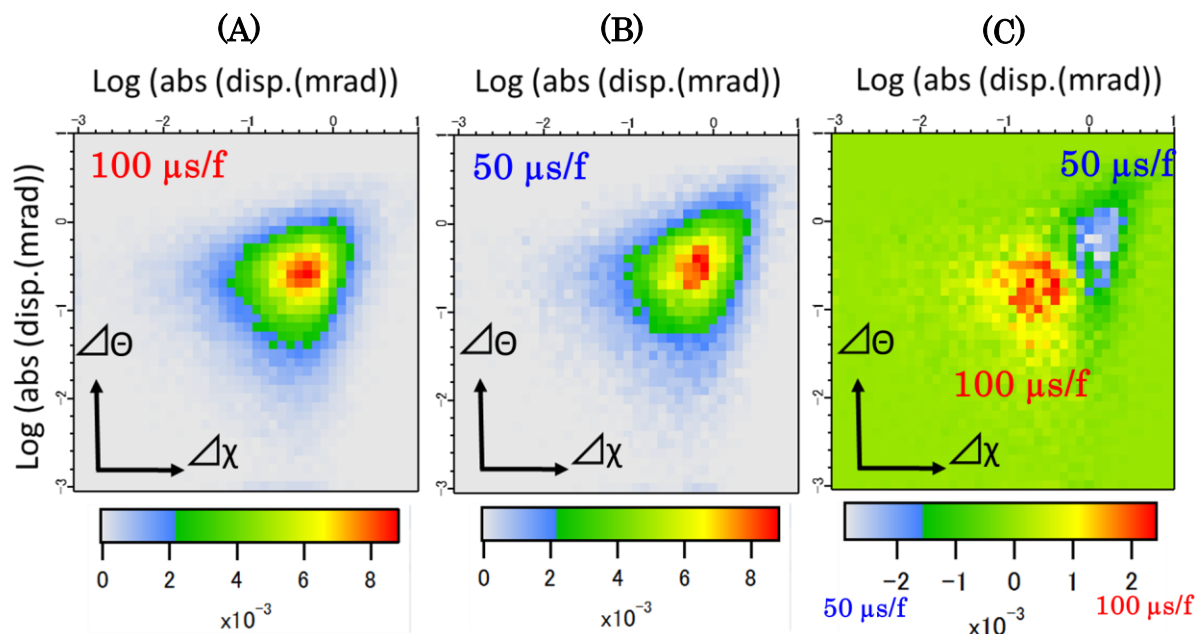 (A)
Log (abs (disp.(mrad))
-3 -2 -1 0 1
100 μs/f
Log (abs (disp.(mrad))
0
-1
-2
-3
⊿Θ
⊿χ
0 2 4 6 8
x10⁻³
(B)
Log (abs (disp.(mrad))
-3 -2 -1 0 1
50 μs/f
0
-1
-2
-3
⊿Θ
⊿χ
0 2 4 6 8
x10⁻³
(C)
Log (abs (disp.(mrad))
-3 -2 -1 0 1
50 μs/f
0
-1
-2
-3
100 μs/f
⊿Θ
⊿χ
−2 −1 0 1 2
50 μs/f 100 μs/f
x10⁻³